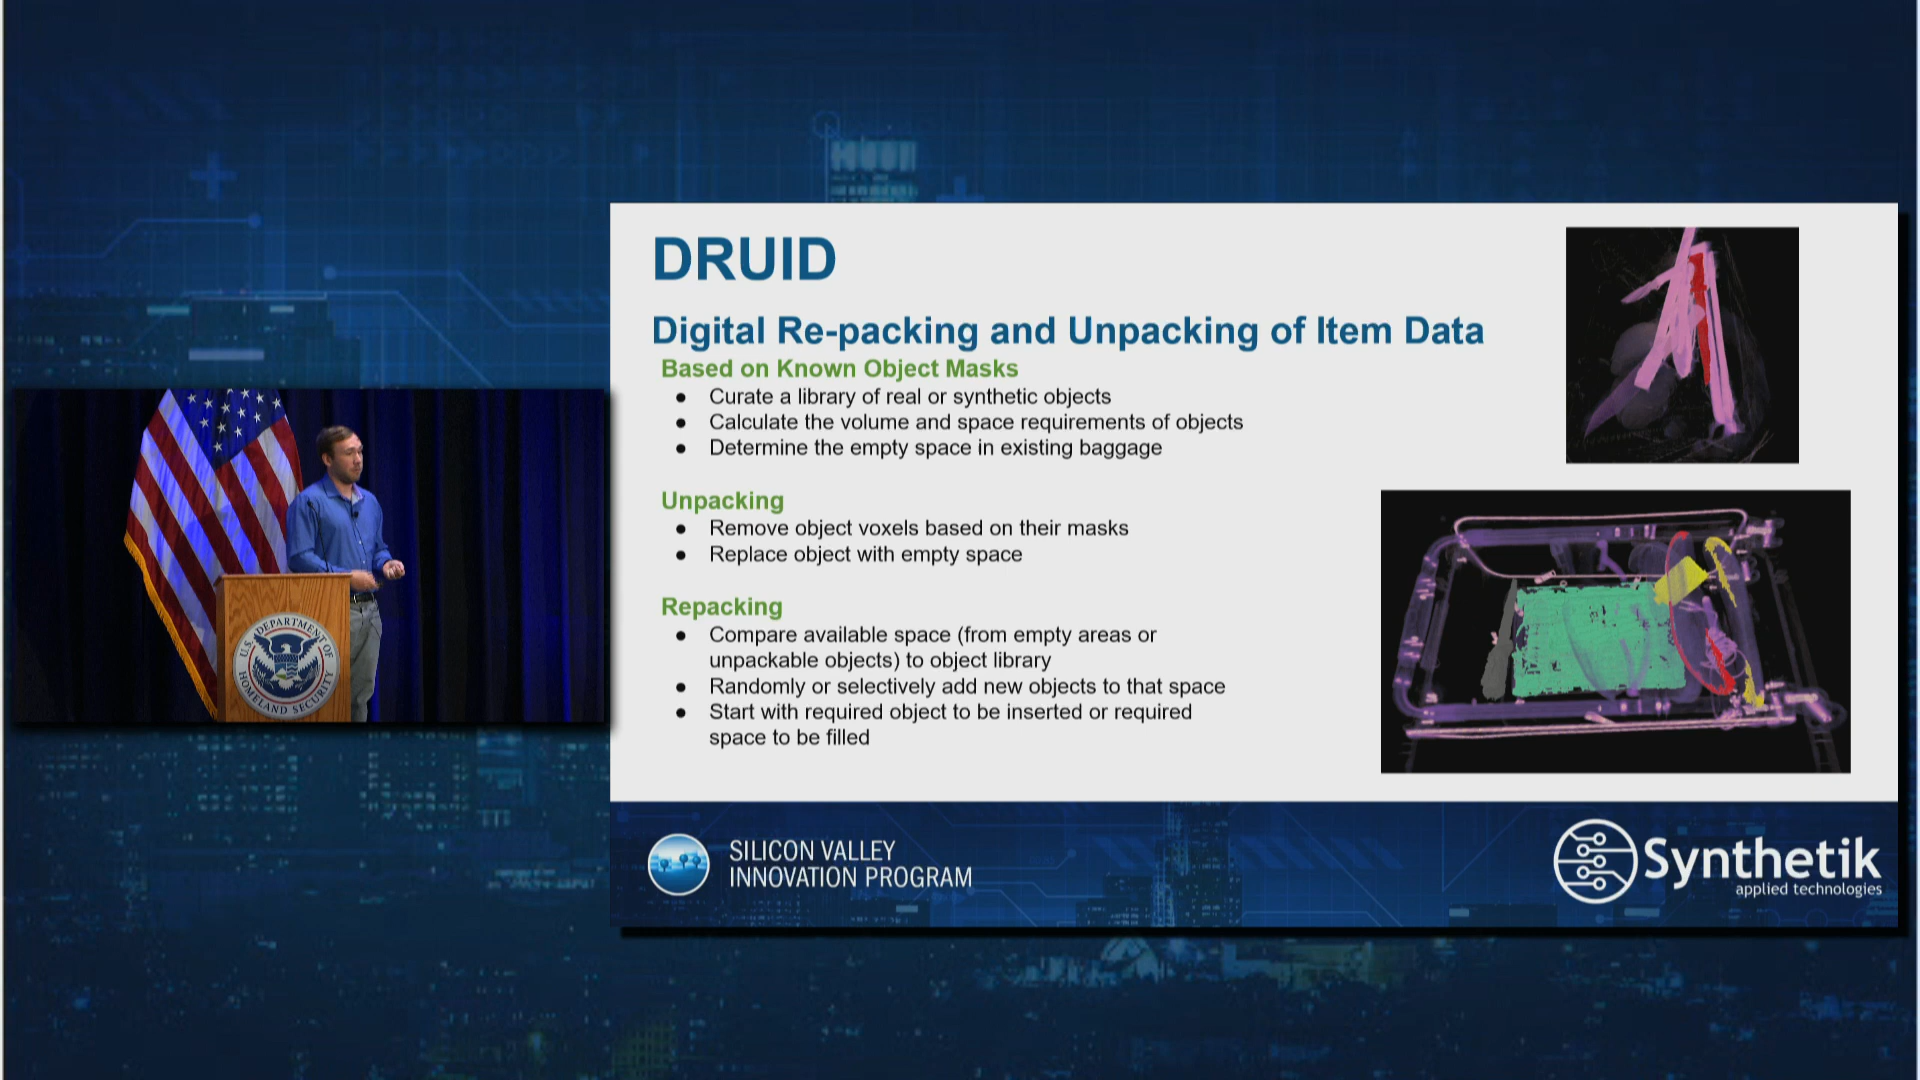 DRUID
Digital Re-packing and Unpacking of Item Data
Based on Known Object Masks
● Curate a library of real or synthetic objects
● Calculate the volume and space requirements of objects
● Determine the empty space in existing baggage
Unpacking
● Remove object voxels based on their masks
● Replace object with empty space
Repacking
● Compare available space (from empty areas or
unpackable objects) to object library
● Randomly or selectively add new objects to that space
● Start with required object to be inserted or required
space to be filled
SILICON VALLEY
INNOVATION PROGRAM
Synthetik
applied technologies
U.S. DEPARTMENT OF
HOMELAND SECURITY